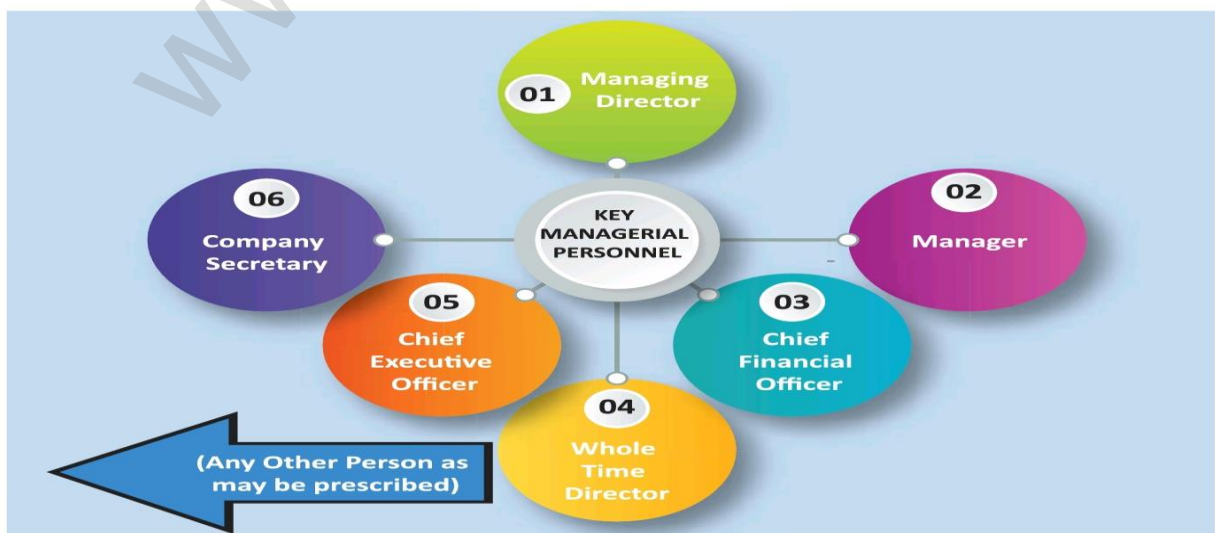 01
Managing
Director
KEY
MANAGERIAL
PERSONNEL
02
Manager
03
Chief
Financial
Officer
04
Whole
Time
Director
05
Chief
Executive
Officer
06
Company
Secretary
(Any Other Person as
may be prescribed)